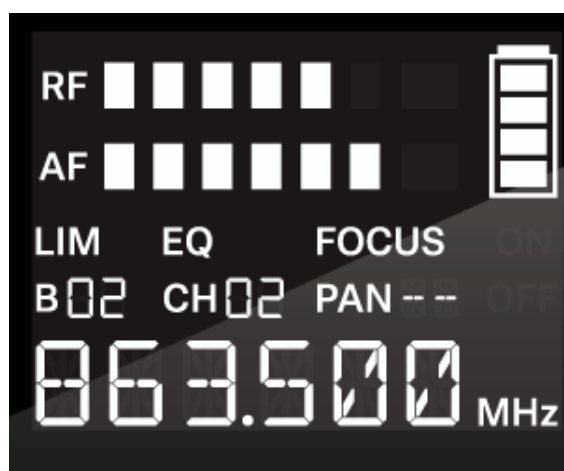 RF
AF
LIM EQ FOCUS ON
B02 CH02 PAN -- -- OFF
863.500 MHz